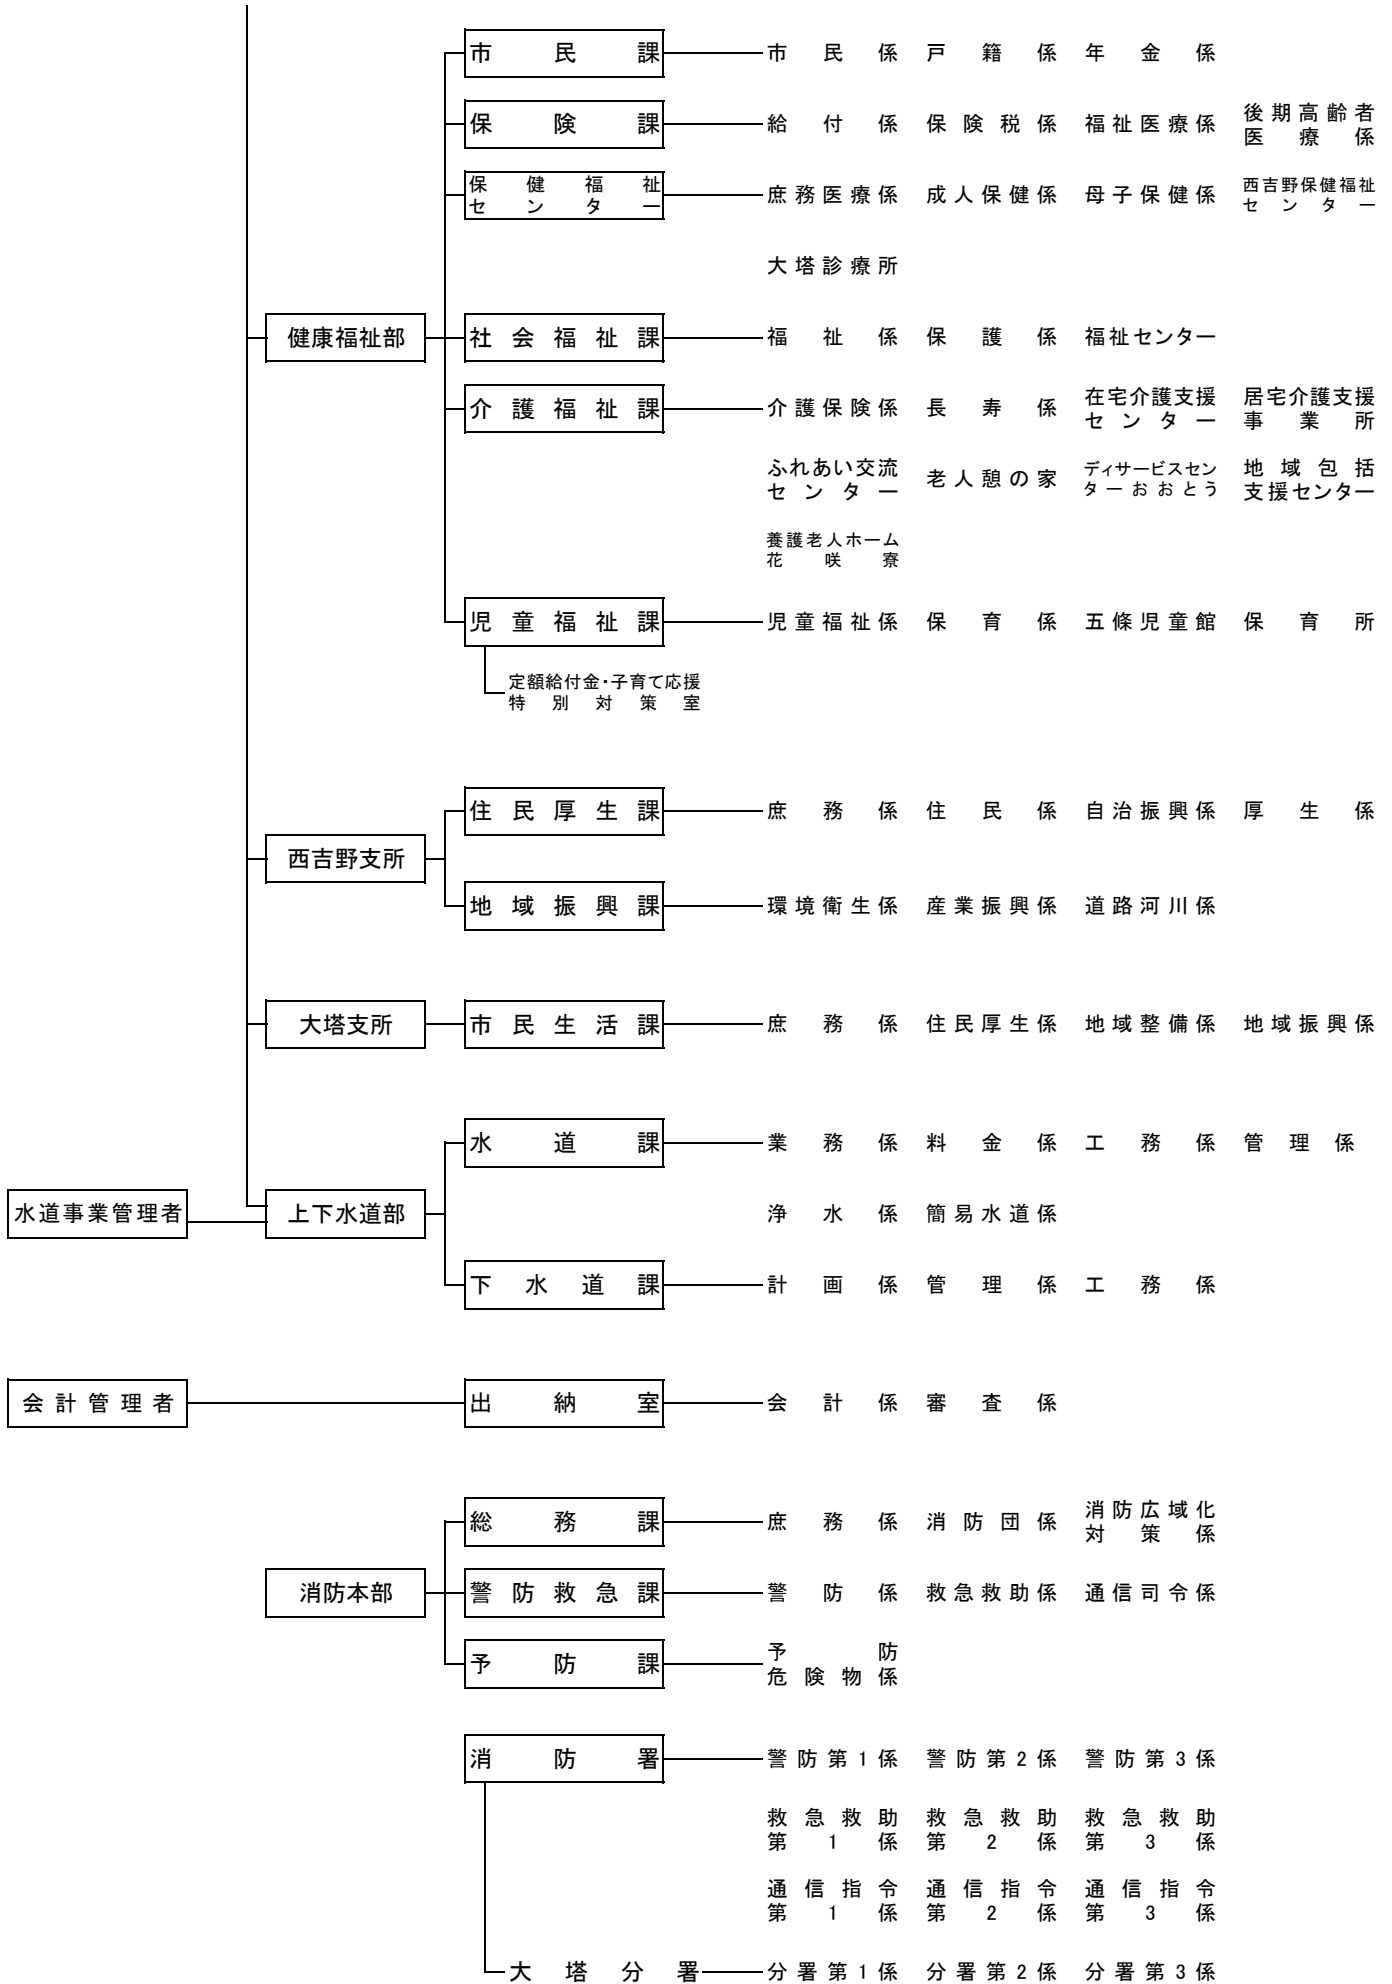 市民課 市民係 戸籍係 年金係
保険課 給付係 保険税係 福祉医療係 後期高齢者
医療係
保健福祉
センター 庶務医療係 成人保健係 母子保健係 西吉野保健福祉
センター
大塔診療所
健康福祉部 社会福祉課 福祉係 保護係 福祉センター
介護福祉課 介護保険係 長寿係 在宅介護支援
センター 居宅介護支援
事業所
ふれあい交流
センター 老人憩の家 ディサービスセン
ターおおとう 地域包括
支援センター
養護老人ホーム
花咲寮
児童福祉課 児童福祉係 保育係 五條児童館 保育所
定額給付金・子育て応援
特別対策室
住民厚生課 庶務係 住民係 自治振興係 厚生係
西吉野支所
地域振興課 環境衛生係 産業振興係 道路河川係
大塔支所 市民生活課 庶務係 住民厚生係 地域整備係 地域振興係
水道課 業務係 料金係 工務係 管理係
水道事業管理者 上下水道部 浄水係 簡易水道係
下水道課 計画係 管理係 工務係
会計管理者 出納室 会計係 審査係
総務課 庶務係 消防団係 消防広域化
対策係
消防本部 警防救急課 警防係 救急救助係 通信司令係
予防課 予防
危険物係
消防署 警防第1係 警防第2係 警防第3係
救急救助 救急救助 救急救助
第1係 第2係 第3係
通信指令 通信指令 通信指令
第1係 第2係 第3係
大塔分署 分署第1係 分署第2係 分署第3係